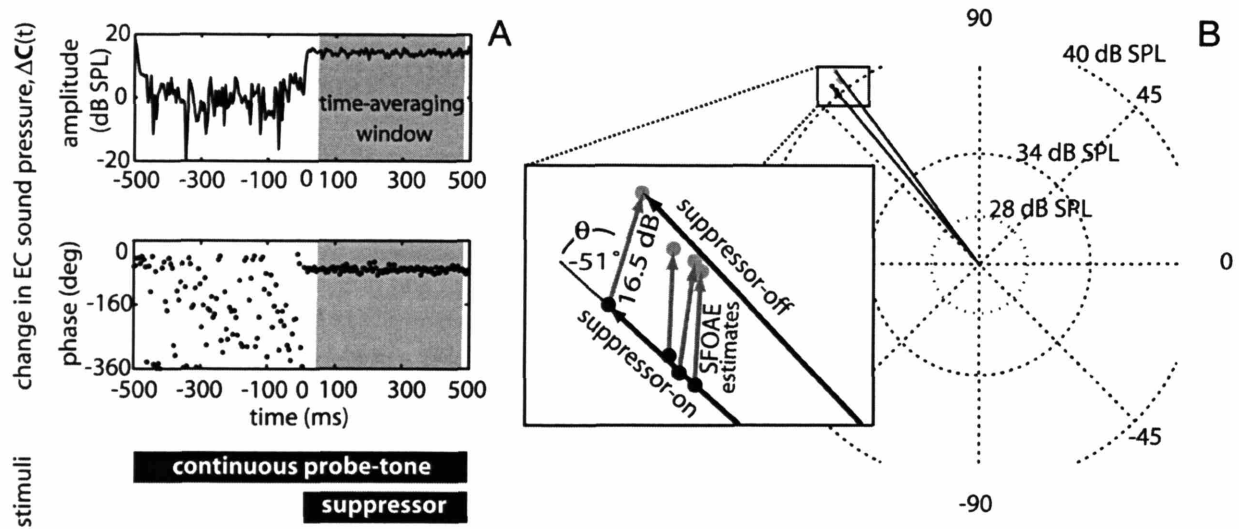 A
change in EC sound pressure, ΔC(t)
amplitude
(dB SPL)
20
0
-20
time-averaging
window
-500 -300 -100 0 100 300 500
phase (deg)
0
-160
-360
-500 -300 -100 0 100 300 500
time (ms)
stimuli
continuous probe-tone
suppressor
B
90
40 dB SPL
45
34 dB SPL
28 dB SPL
0
-45
-90
θ
-51°
16.5 dB
suppressor-off
suppressor-on
SFOAE
estimates